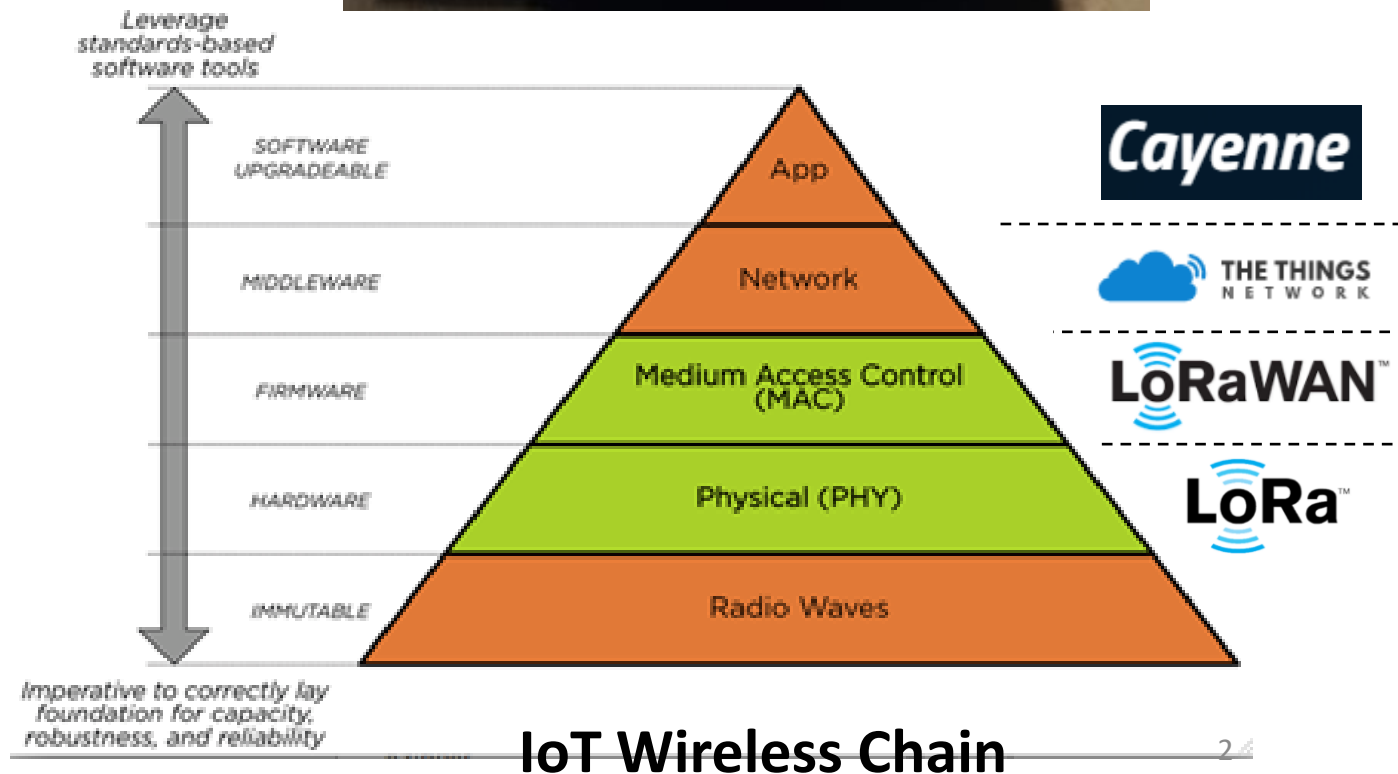 Leverage
standards-based
software tools
SOFTWARE
UPGRADEABLE
App
Cayenne
MIDDLEWARE
Network
THE THINGS
NETWORK
FIRMWARE
Medium Access Control
(MAC)
LoRaWAN™
HARDWARE
Physical (PHY)
LoRa™
IMMUTABLE
Radio Waves
Imperative to correctly lay
foundation for capacity,
robustness, and reliability
IoT Wireless Chain
2